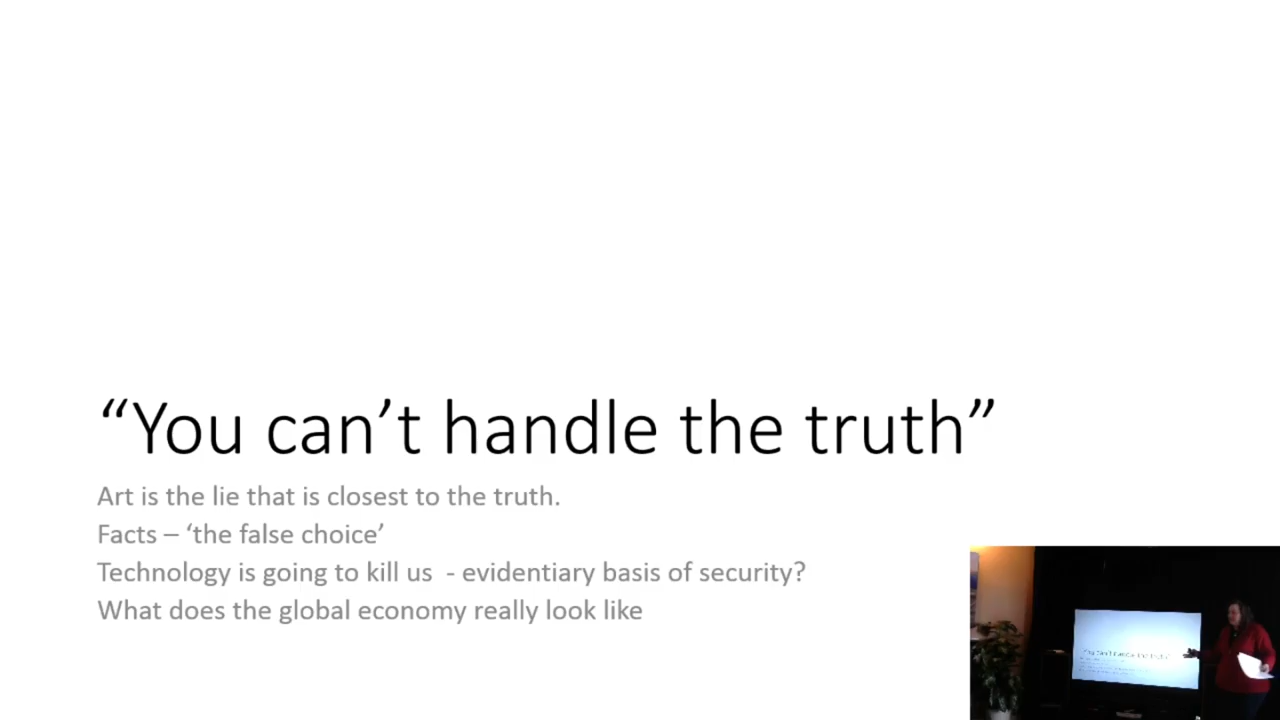 “You can’t handle the truth”
Art is the lie that is closest to the truth.
Facts – ‘the false choice’
Technology is going to kill us - evidentiary basis of security?
What does the global economy really look like